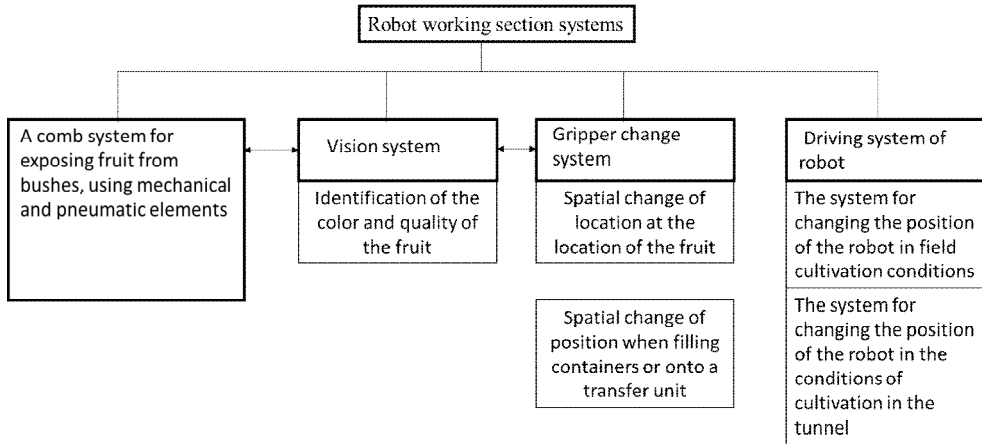 Robot working section systems
A comb system for
exposing fruit from
bushes, using mechanical
and pneumatic elements
Vision system
Identification of the
color and quality of
the fruit
Gripper change
system
Spatial change of
location at the
location of the fruit
Spatial change of
position when filling
containers or onto a
transfer unit
Driving system of
robot
The system for
changing the position
of the robot in field
cultivation conditions
The system for
changing the position
of the robot in the
conditions of
cultivation in the
tunnel